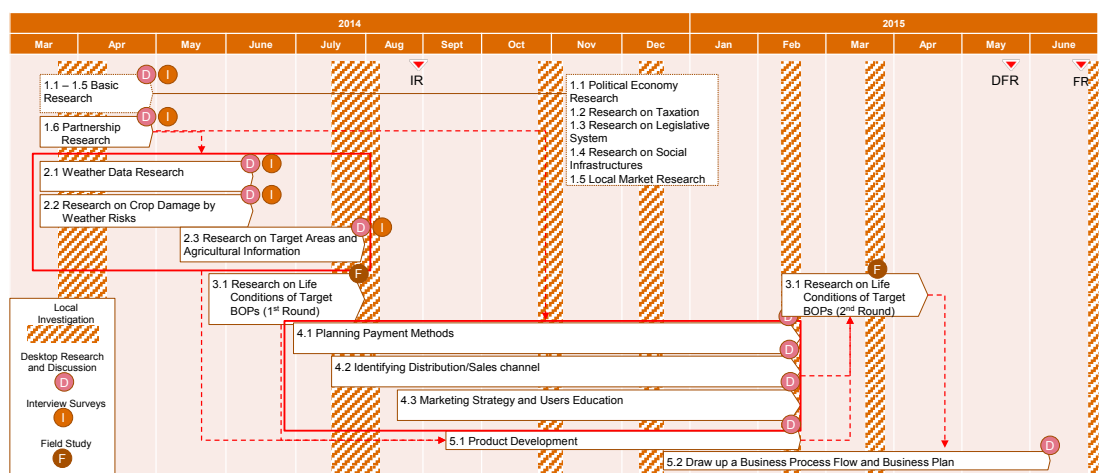 2014
2015
Mar Apr May June July Aug Sept Oct Nov Dec Jan Feb Mar Apr May June
IR
DFR
FR
D I
1.1 – 1.5 Basic
Research
1.1 Political Economy
Research
1.2 Research on Taxation
1.3 Research on Legislative
System
1.4 Research on Social
Infrastructures
1.5 Local Market Research
D I
1.6 Partnership
Research
D I
2.1 Weather Data Research
D I
2.2 Research on Crop Damage by
Weather Risks
D I
2.3 Research on Target Areas and
Agricultural Information
F
3.1 Research on Life
Conditions of Target
BOPs (1st Round)
F
3.1 Research on Life
Conditions of Target
BOPs (2nd Round)
D
4.1 Planning Payment Methods
D
4.2 Identifying Distribution/Sales channel
D
4.3 Marketing Strategy and Users Education
D
5.1 Product Development
D
5.2 Draw up a Business Process Flow and Business Plan
Local
Investigation
Desktop Research
and Discussion
D
Interview Surveys
I
Field Study
F